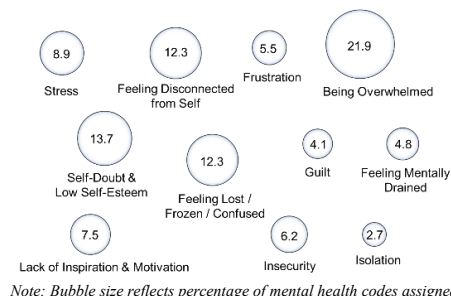 8.9
Stress
12.3
Feeling Disconnected
from Self
5.5
Frustration
21.9
Being Overwhelmed
13.7
Self-Doubt &
Low Self-Esteem
12.3
Feeling Lost /
Frozen / Confused
4.1
Guilt
4.8
Feeling Mentally
Drained
7.5
Lack of Inspiration & Motivation
6.2
Insecurity
2.7
Isolation
Note: Bubble size reflects percentage of mental health codes assigned